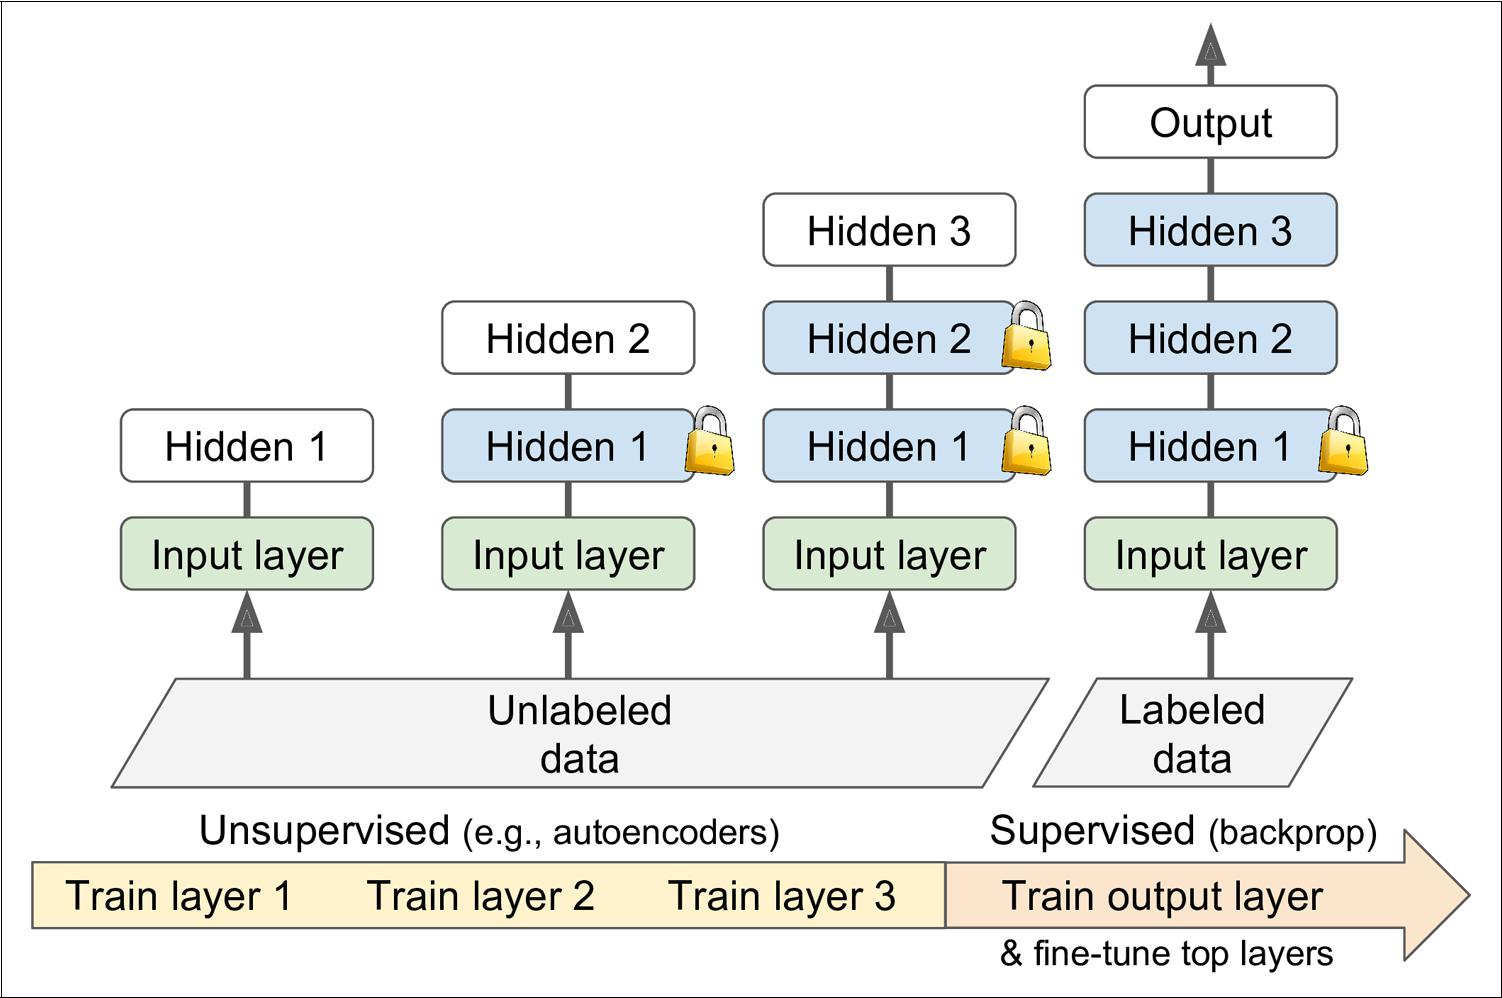 Output
Hidden 3
Hidden 3
Hidden 2
Hidden 2
Hidden 2
Hidden 1
Hidden 1
Hidden 1
Hidden 1
Input layer
Input layer
Input layer
Input layer
Unlabeled
data
Labeled
data
Unsupervised (e.g., autoencoders)
Supervised (backprop)
Train layer 1
Train layer 2
Train layer 3
Train output layer
& fine-tune top layers